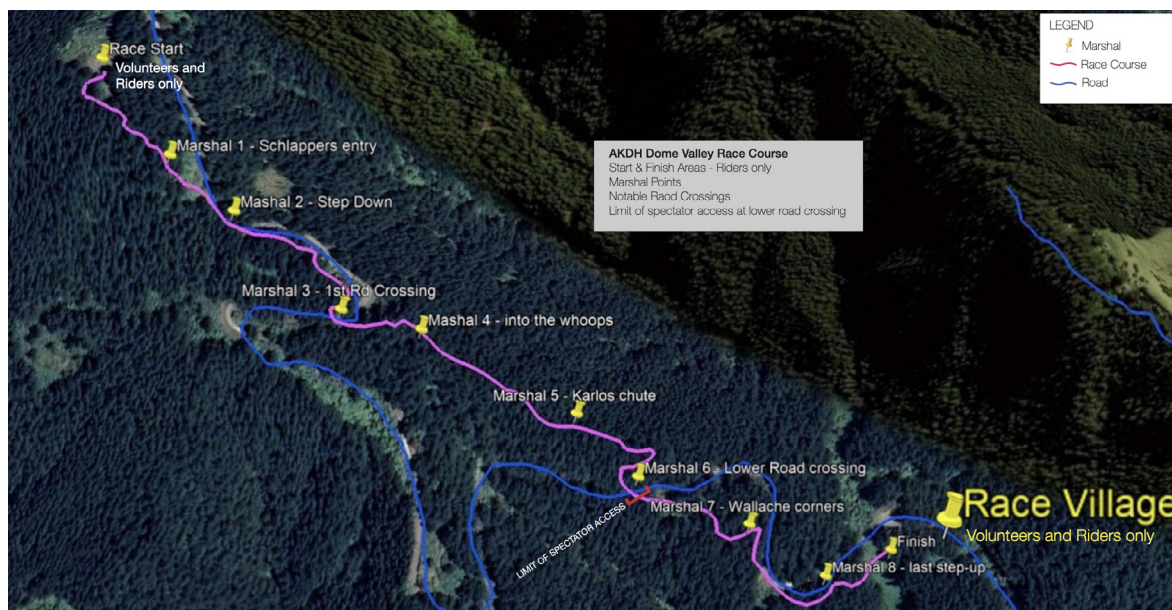 LEGEND
Marshal
Race Course
Road
Race Start
Volunteers and
Riders only
Marshal 1 - Schlappers entry
AKDH Dome Valley Race Course
Start & Finish Areas - Riders only
Marshal Points
Notable Raod Crossings
Limit of spectator access at lower road crossing
Mashal 2 - Step Down
Marshal 3 - 1st Rd Crossing
Mashal 4 - into the whoops
Marshal 5 - Karlos chute
Marshal 6 - Lower Road crossing
LIMIT OF SPECTATOR ACCESS
Marshal 7 - Wallache corners
Race Village
Volunteers and Riders only
Finish
Marshal 8 - last step-up